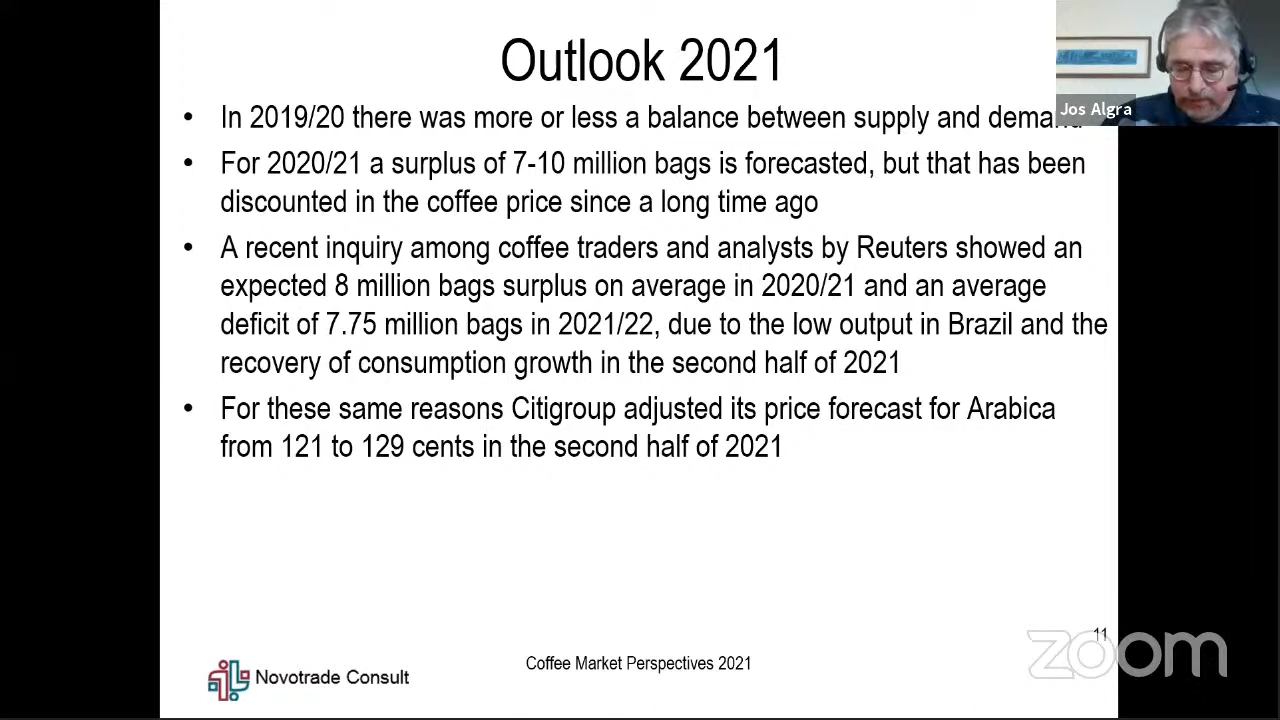 Outlook 2021
• In 2019/20 there was more or less a balance between supply and demand
• For 2020/21 a surplus of 7-10 million bags is forecasted, but that has been
discounted in the coffee price since a long time ago
• A recent inquiry among coffee traders and analysts by Reuters showed an
expected 8 million bags surplus on average in 2020/21 and an average
deficit of 7.75 million bags in 2021/22, due to the low output in Brazil and the
recovery of consumption growth in the second half of 2021
• For these same reasons Citigroup adjusted its price forecast for Arabica
from 121 to 129 cents in the second half of 2021
Jos Algra
11
Novotrade Consult
Coffee Market Perspectives 2021
zoom